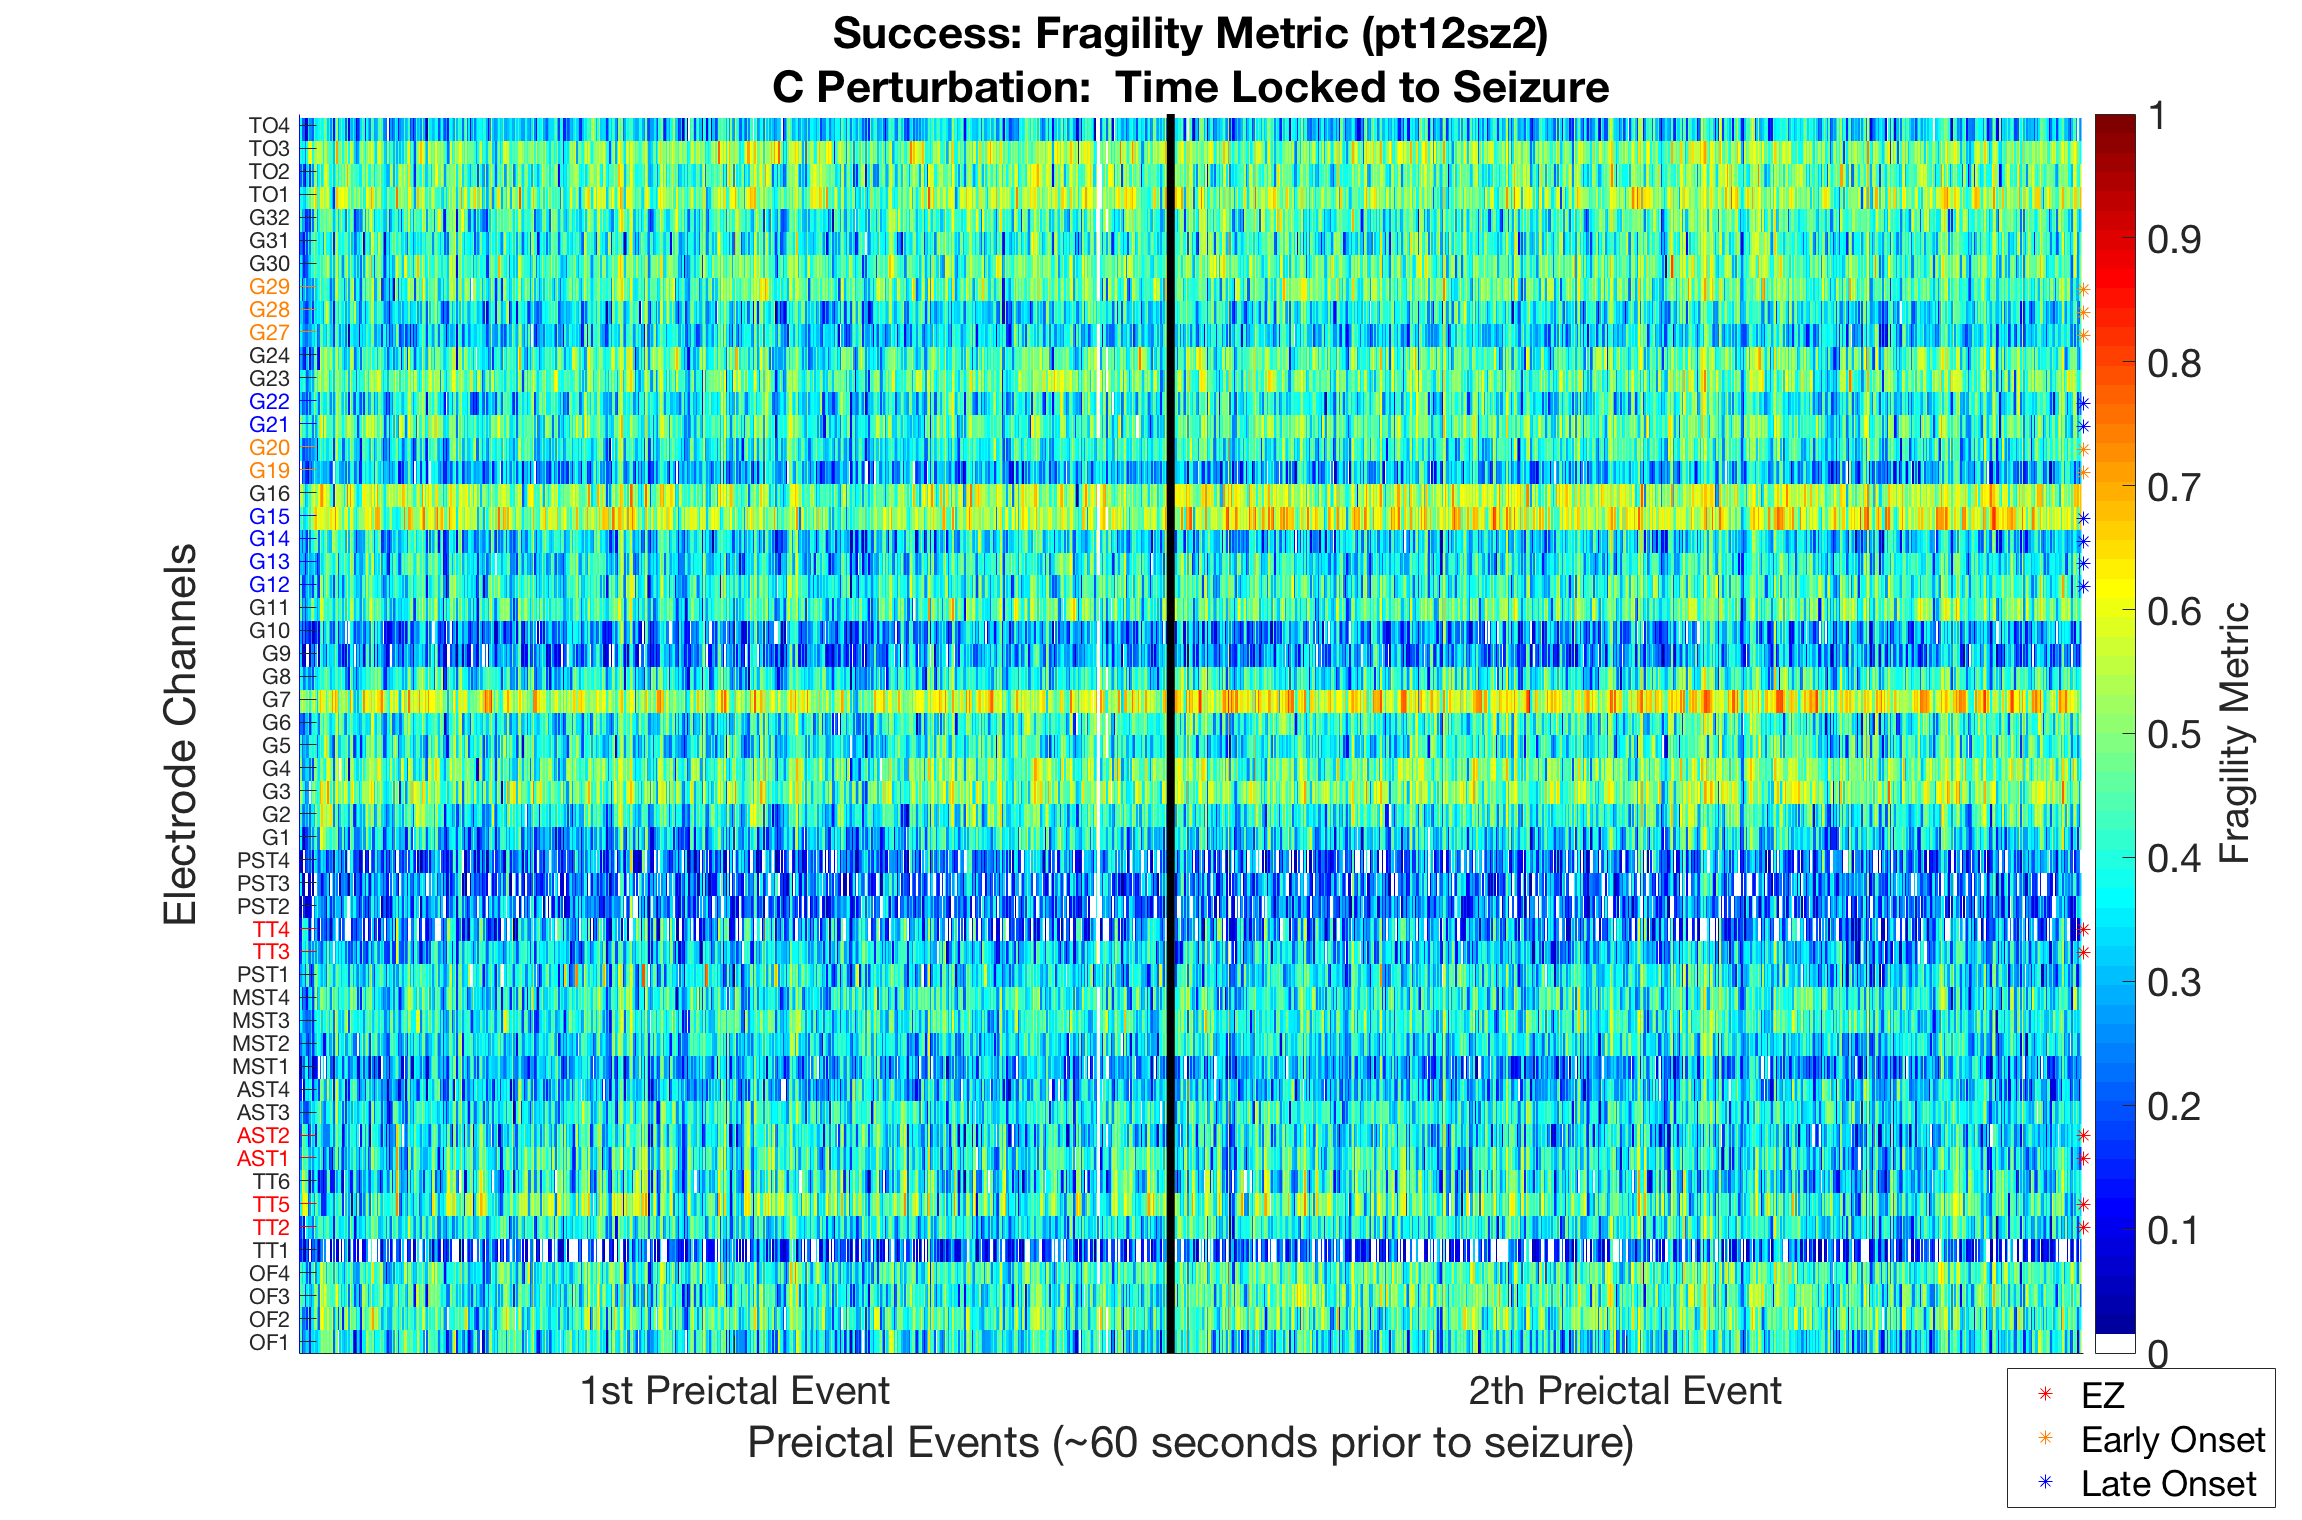 Success: Fragility Metric (pt12sz2)
C Perturbation:  Time Locked to Seizure
Electrode Channels
TO4
TO3
TO2
TO1
G32
G31
G30
G29
G28
G27
G24
G23
G22
G21
G20
G19
G16
G15
G14
G13
G12
G11
G10
G9
G8
G7
G6
G5
G4
G3
G2
G1
PST4
PST3
PST2
TT4
TT3
PST1
MST4
MST3
MST2
MST1
AST4
AST3
AST2
AST1
TT6
TT5
TT2
TT1
OF4
OF3
OF2
OF1
1st Preictal Event
2th Preictal Event
Preictal Events (~60 seconds prior to seizure)
1
0.9
0.8
0.7
0.6
0.5
0.4
0.3
0.2
0.1
0
Fragility Metric
EZ
Early Onset
Late Onset